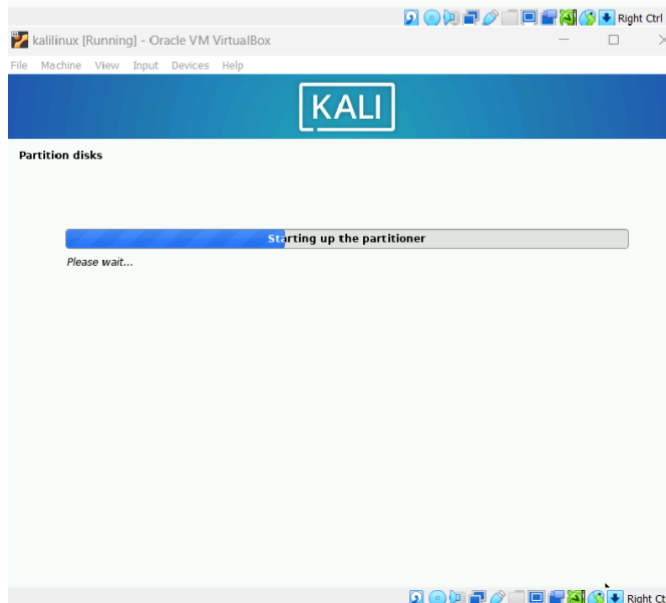 Right Ctrl
kalilinux [Running] - Oracle VM VirtualBox
File Machine View Input Devices Help
KALI
Partition disks
Starting up the partitioner
Please wait...
Right Ct